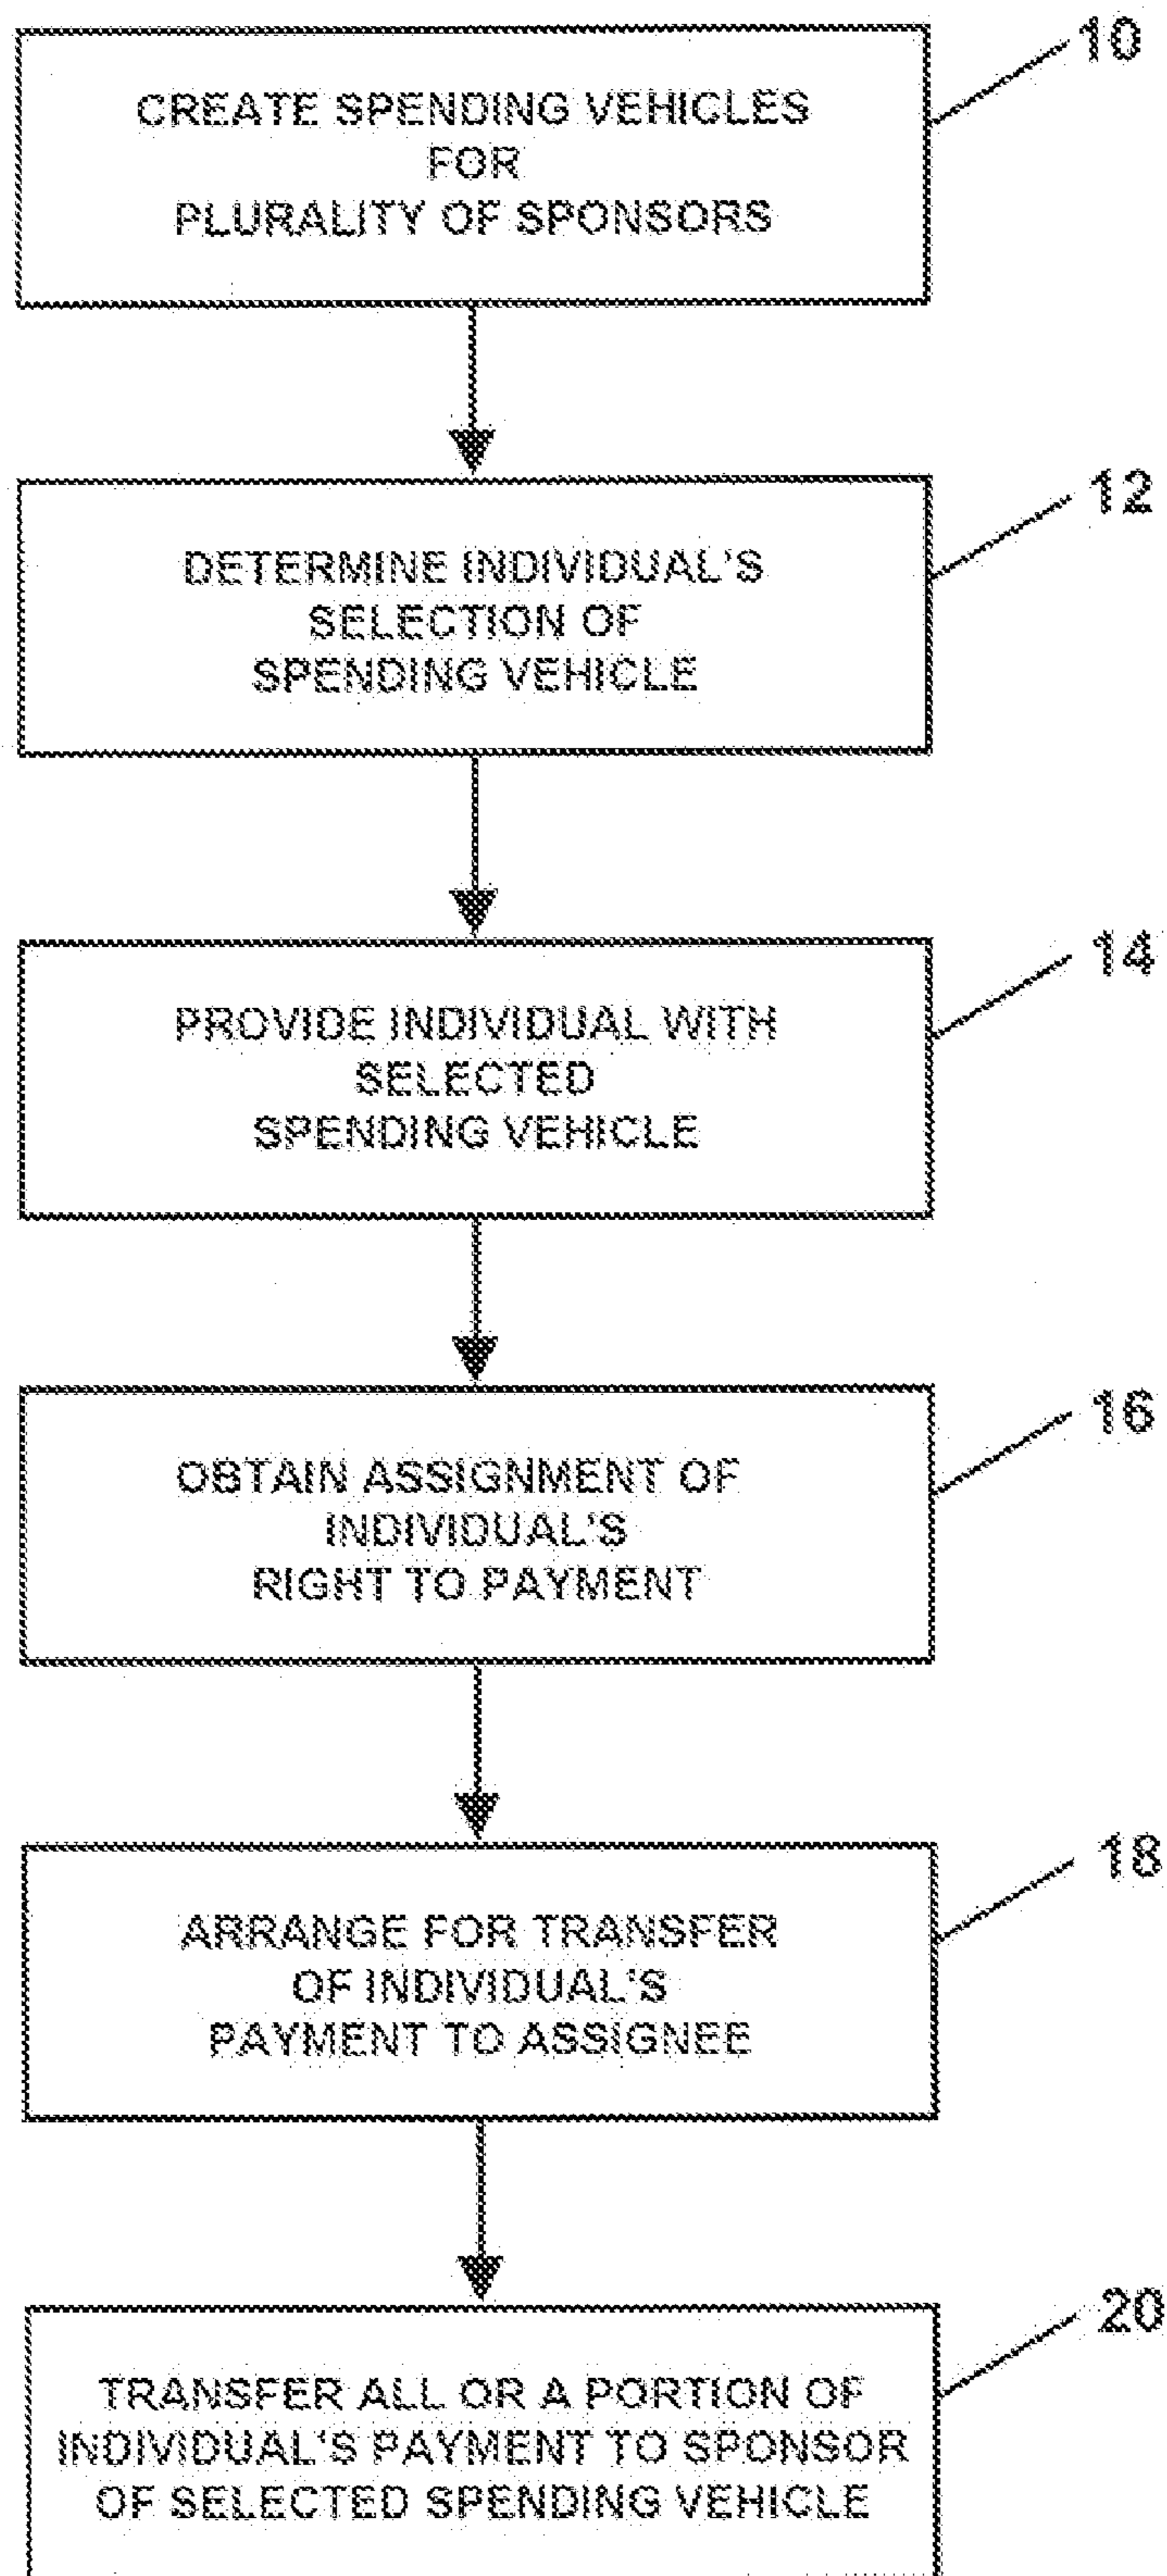 10
CREATE SPENDING VEHICLES
FOR
PLURALITY OF SPONSORS
12
DETERMINE INDIVIDUAL'S
SELECTION OF
SPENDING VEHICLE
14
PROVIDE INDIVIDUAL WITH
SELECTED
SPENDING VEHICLE
16
OBTAIN ASSIGNMENT OF
INDIVIDUAL'S
RIGHT TO PAYMENT
18
ARRANGE FOR TRANSFER
OF INDIVIDUAL'S
PAYMENT TO ASSIGNEE
20
TRANSFER ALL OR A PORTION OF
INDIVIDUAL'S PAYMENT TO SPONSOR
OF SELECTED SPENDING VEHICLE